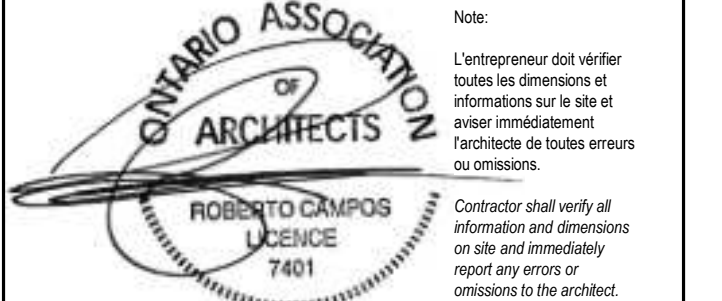 ONTARIO ASSOCIATION
OF
ARCHITECTS
ROBERTO CAMPOS
LICENCE
7401
Note:
L'entrepreneur doit vérifier
toutes les dimensions et
informations sur le site et
aviser immédiatement
l'architecte de toutes erreurs
ou omissions.
Contractor shall verify all
information and dimensions
on site and immediately
report any errors or
omissions to the architect.